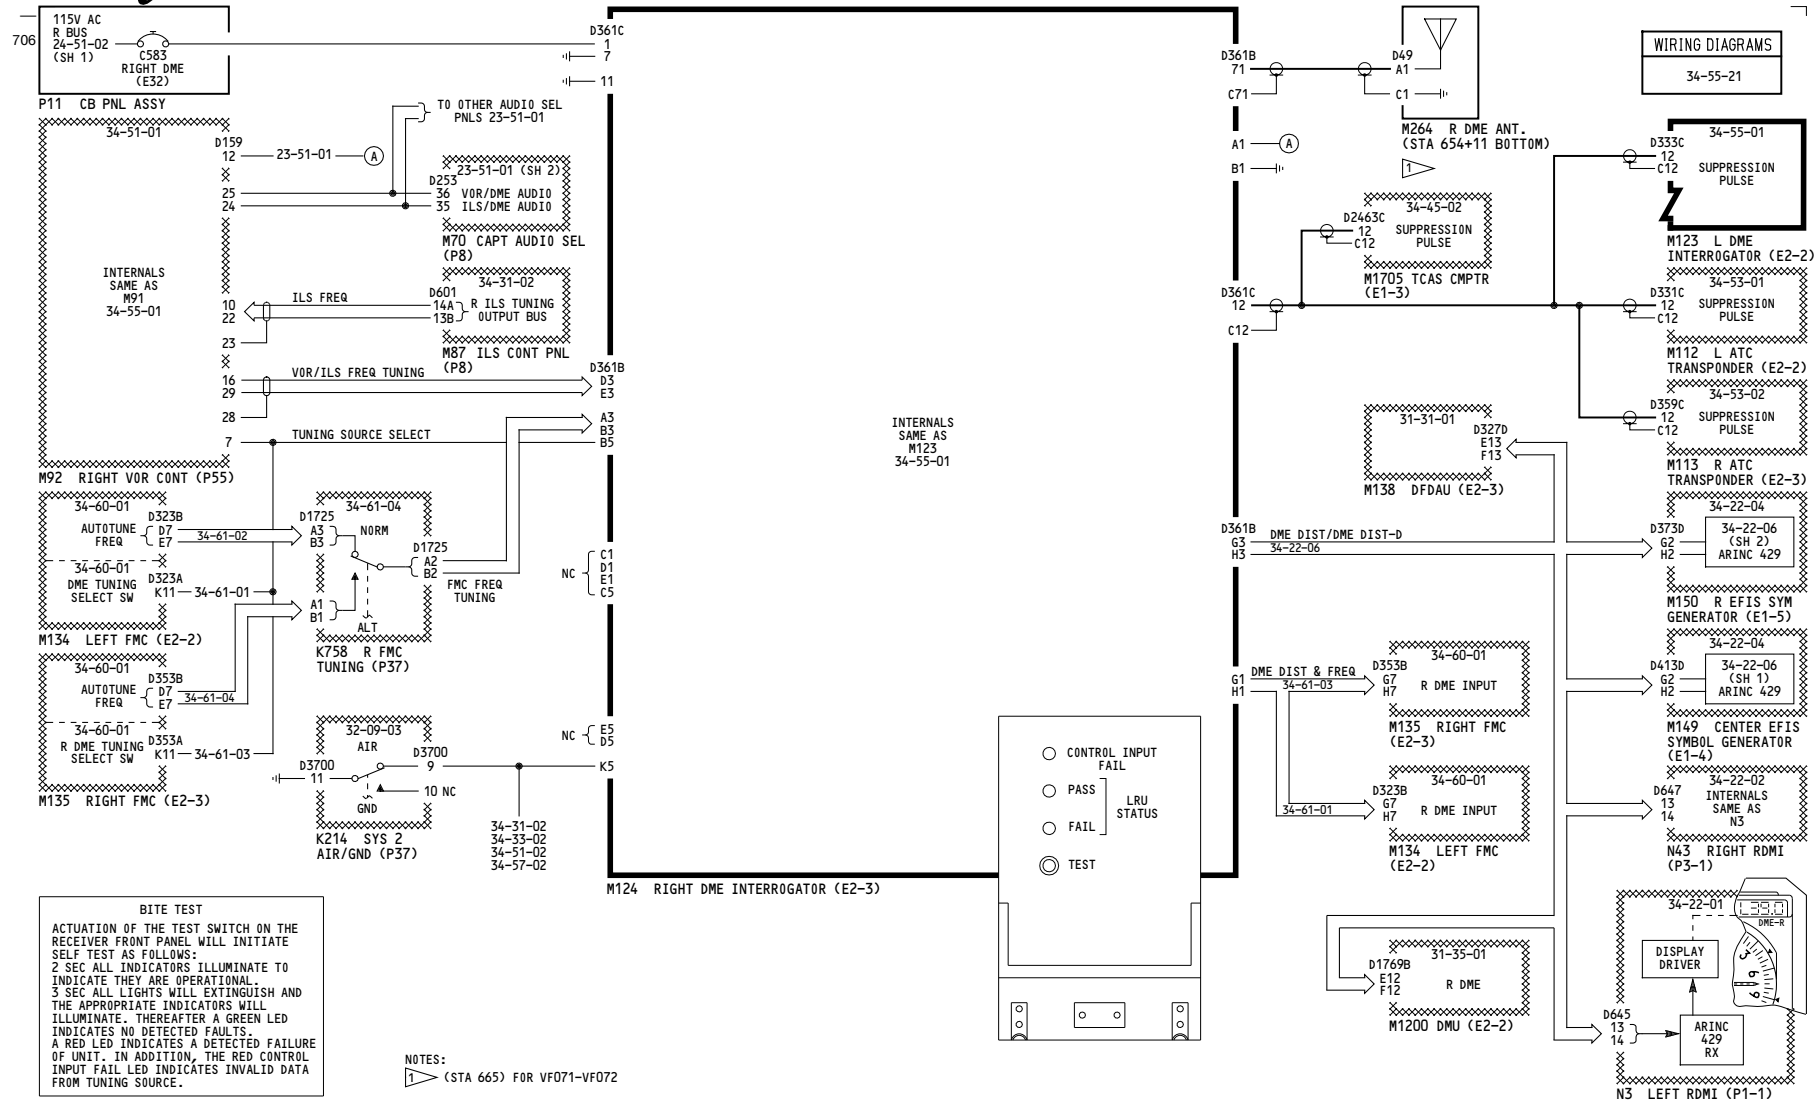 706
115V AC
R BUS
24-51-02
(SH 1)
C583
RIGHT DME
(E32)
P11 CB PNL ASSY
34-51-01
D159
12
23-51-01
A
25
24
INTERNALS
SAME AS
M91
34-55-01
10
22
23
16
29
28
7
M92 RIGHT VOR CONT (P55)
TO OTHER AUDIO SEL
PNLS 23-51-01
23-51-01 (SH 2)
D253
36 VOR/DME AUDIO
35 ILS/DME AUDIO
M70 CAPT AUDIO SEL
(P8)
ILS FREQ
34-31-02
D601
14A
13B
R ILS TUNING
OUTPUT BUS
M87 ILS CONT PNL
(P8)
VOR/ILS FREQ TUNING
TUNING SOURCE SELECT
34-60-01
D323B
AUTOTUNE
FREQ
D7
E7
34-61-02
34-60-01
DME TUNING
SELECT SW
D323A
K11
34-61-01
M134 LEFT FMC (E2-2)
34-60-01
D353B
AUTOTUNE
FREQ
D7
E7
34-61-04
34-60-01
R DME TUNING
SELECT SW
D353A
K11
34-61-03
M135 RIGHT FMC (E2-3)
34-61-04
D1725
A3
B3
NORM
D1725
A2
B2
A1
B1
ALT
K758 R FMC
TUNING (P37)
FMC FREQ
TUNING
32-09-03
AIR
D3700
11
D3700
9
10 NC
GND
K214 SYS 2
AIR/GND (P37)
34-31-02
34-33-02
34-51-02
34-57-02
D361C
1
7
11
D361B
D3
E3
A3
B3
B5
NC
C1
D1
E1
C5
NC
E5
D5
K5
INTERNALS
SAME AS
M123
34-55-01
M124 RIGHT DME INTERROGATOR (E2-3)
CONTROL INPUT
FAIL
PASS
FAIL
LRU
STATUS
TEST
D361B
71
C71
A1
A
B1
D361C
12
C12
D361B
G3
H3
DME DIST/DME DIST-D
34-22-06
G1
H1
DME DIST & FREQ
34-61-03
34-61-01
D49
A1
C1
M264 R DME ANT.
(STA 654+11 BOTTOM)
1
34-45-02
D2463C
12
C12
SUPPRESSION
PULSE
M1705 TCAS CMPTR
(E1-3)
31-31-01
D327D
E13
F13
M138 DFDAU (E2-3)
34-60-01
D353B
G7
H7
R DME INPUT
M135 RIGHT FMC
(E2-3)
34-60-01
D323B
G7
H7
R DME INPUT
M134 LEFT FMC
(E2-2)
31-35-01
D1769B
E12
F12
R DME
M1200 DMU (E2-2)
WIRING DIAGRAMS
34-55-21
34-55-01
D333C
12
C12
SUPPRESSION
PULSE
M123 L DME
INTERROGATOR (E2-2)
34-53-01
D331C
12
C12
SUPPRESSION
PULSE
M112 L ATC
TRANSPONDER (E2-2)
34-53-02
D359C
12
C12
SUPPRESSION
PULSE
M113 R ATC
TRANSPONDER (E2-3)
34-22-04
D373D
G2
H2
34-22-06
(SH 2)
ARINC 429
M150 R EFIS SYM
GENERATOR (E1-5)
34-22-04
D413D
G2
H2
34-22-06
(SH 1)
ARINC 429
M149 CENTER EFIS
SYMBOL GENERATOR
(E1-4)
34-22-02
D647
13
14
INTERNALS
SAME AS
N3
N43 RIGHT RDMI
(P3-1)
34-22-01
DME-R
3
6
9
DISPLAY
DRIVER
D645
13
14
ARINC
429
RX
N3 LEFT RDMI (P1-1)
BITE TEST
ACTUATION OF THE TEST SWITCH ON THE
RECEIVER FRONT PANEL WILL INITIATE
SELF TEST AS FOLLOWS:
2 SEC ALL INDICATORS ILLUMINATE TO
INDICATE THEY ARE OPERATIONAL.
3 SEC ALL LIGHTS WILL EXTINGUISH AND
THE APPROPRIATE INDICATORS WILL
ILLUMINATE. THEREAFTER A GREEN LED
INDICATES NO DETECTED FAULTS.
A RED LED INDICATES A DETECTED FAILURE
OF UNIT. IN ADDITION, THE RED CONTROL
INPUT FAIL LED INDICATES INVALID DATA
FROM TUNING SOURCE.
NOTES:
1 (STA 665) FOR VF071-VF072